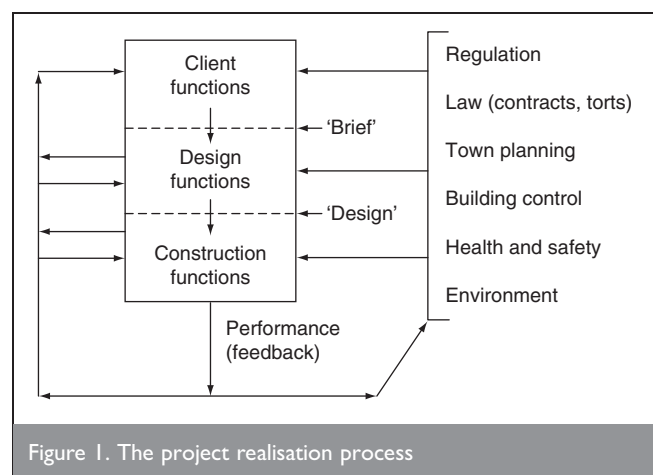 Client
functions
'Brief'
Design
functions
'Design'
Construction
functions
Performance
(feedback)
Regulation
Law (contracts, torts)
Town planning
Building control
Health and safety
Environment
Figure 1. The project realisation process